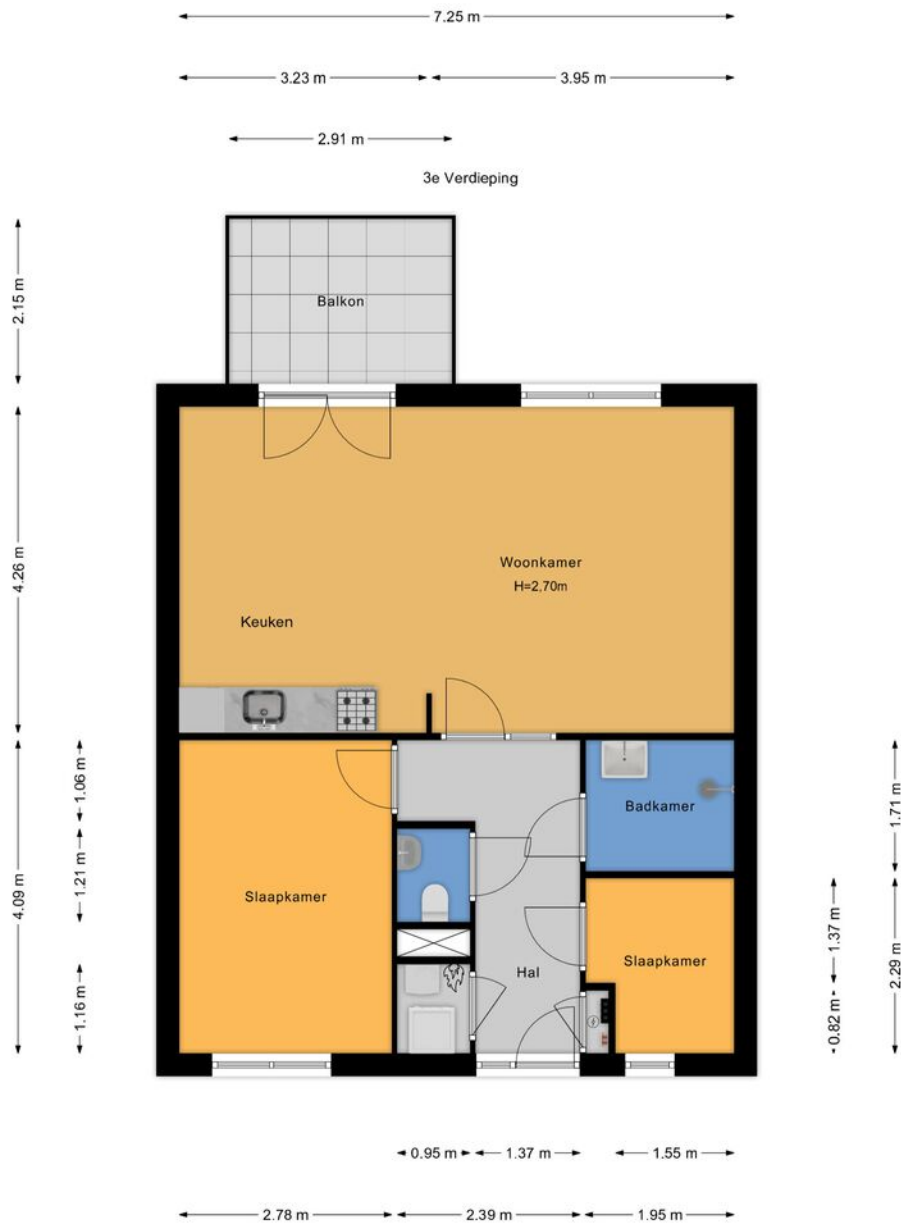 7.25 m
3.23 m
3.95 m
2.91 m
3e Verdieping
2.15 m
Balkon
4.26 m
Woonkamer
H=2,70m
Keuken
4.09 m
1.06 m
1.21 m
1.16 m
Badkamer
1.71 m
Slaapkamer
Slaapkamer
Hal
1.37 m
0.82 m
2.29 m
0.95 m
1.37 m
1.55 m
2.78 m
2.39 m
1.95 m